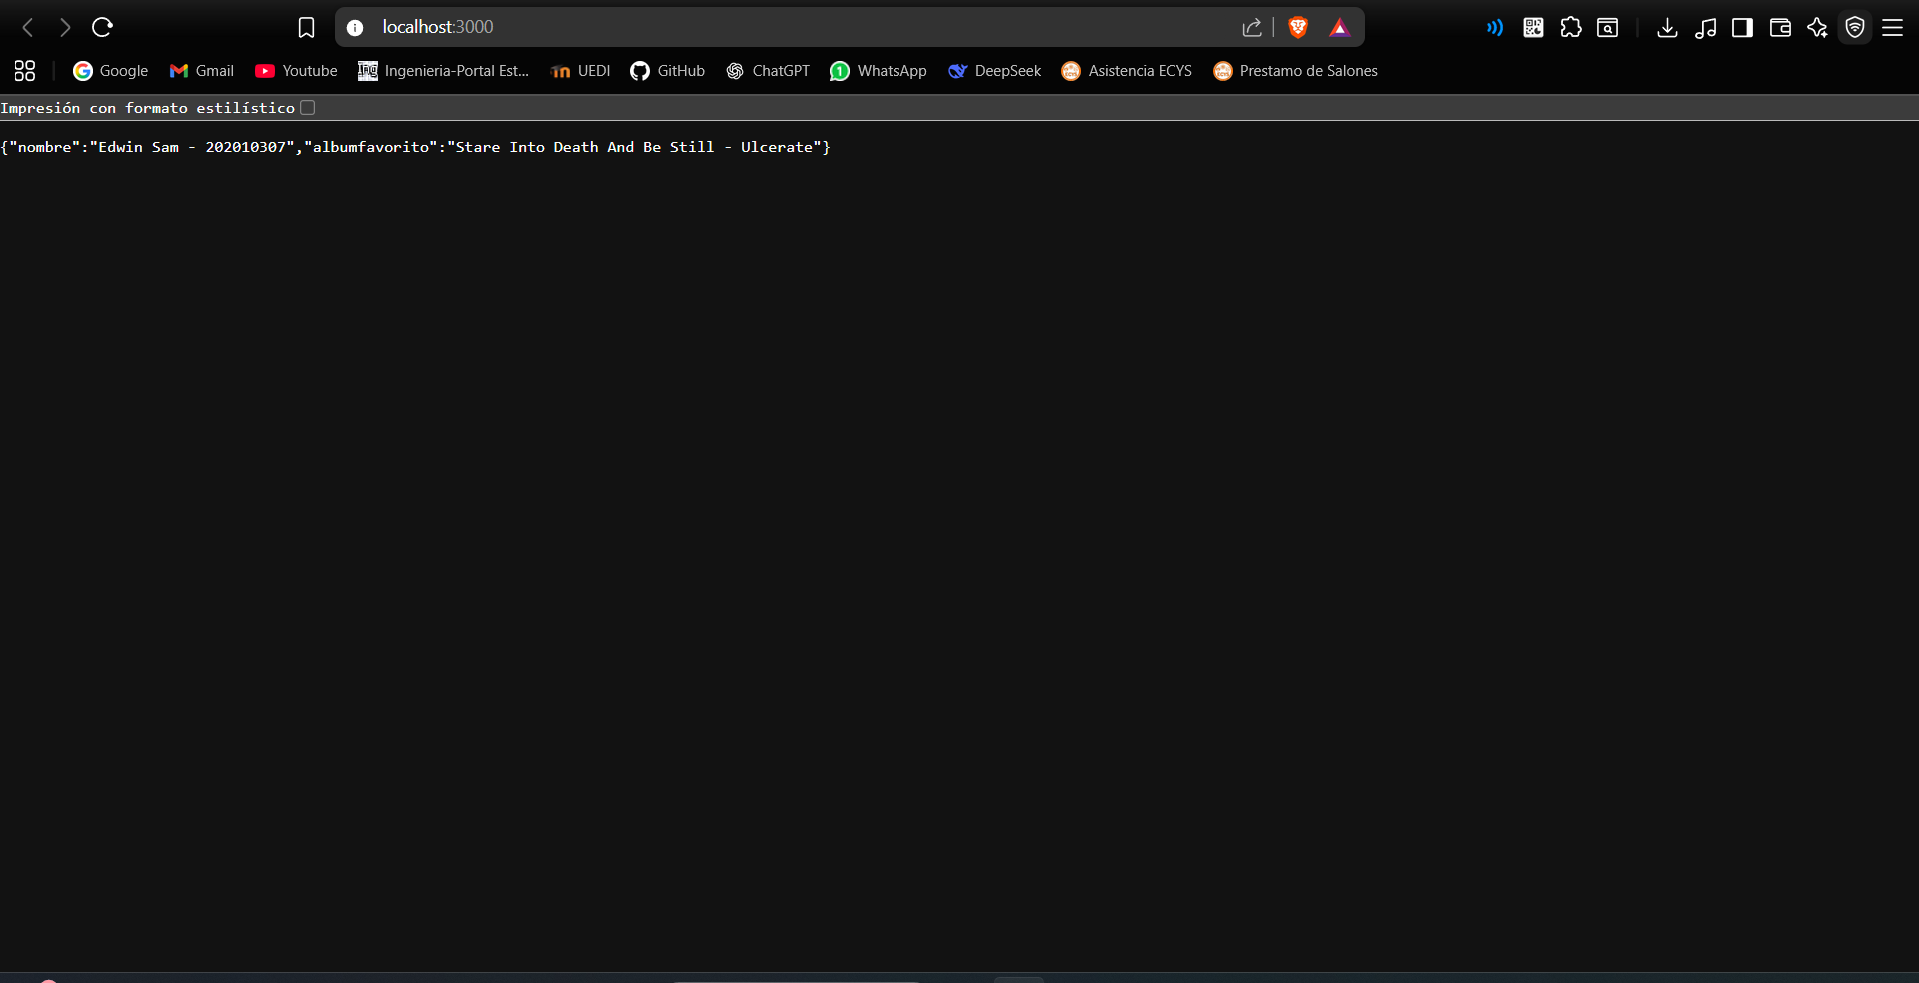 localhost:3000
Google Gmail Youtube Ingenieria-Portal Est... UEDI GitHub ChatGPT WhatsApp DeepSeek Asistencia ECYS Prestamo de Salones
Impresión con formato estilístico
{"nombre":"Edwin Sam - 202010307","albumfavorito":"Stare Into Death And Be Still - Ulcerate"}